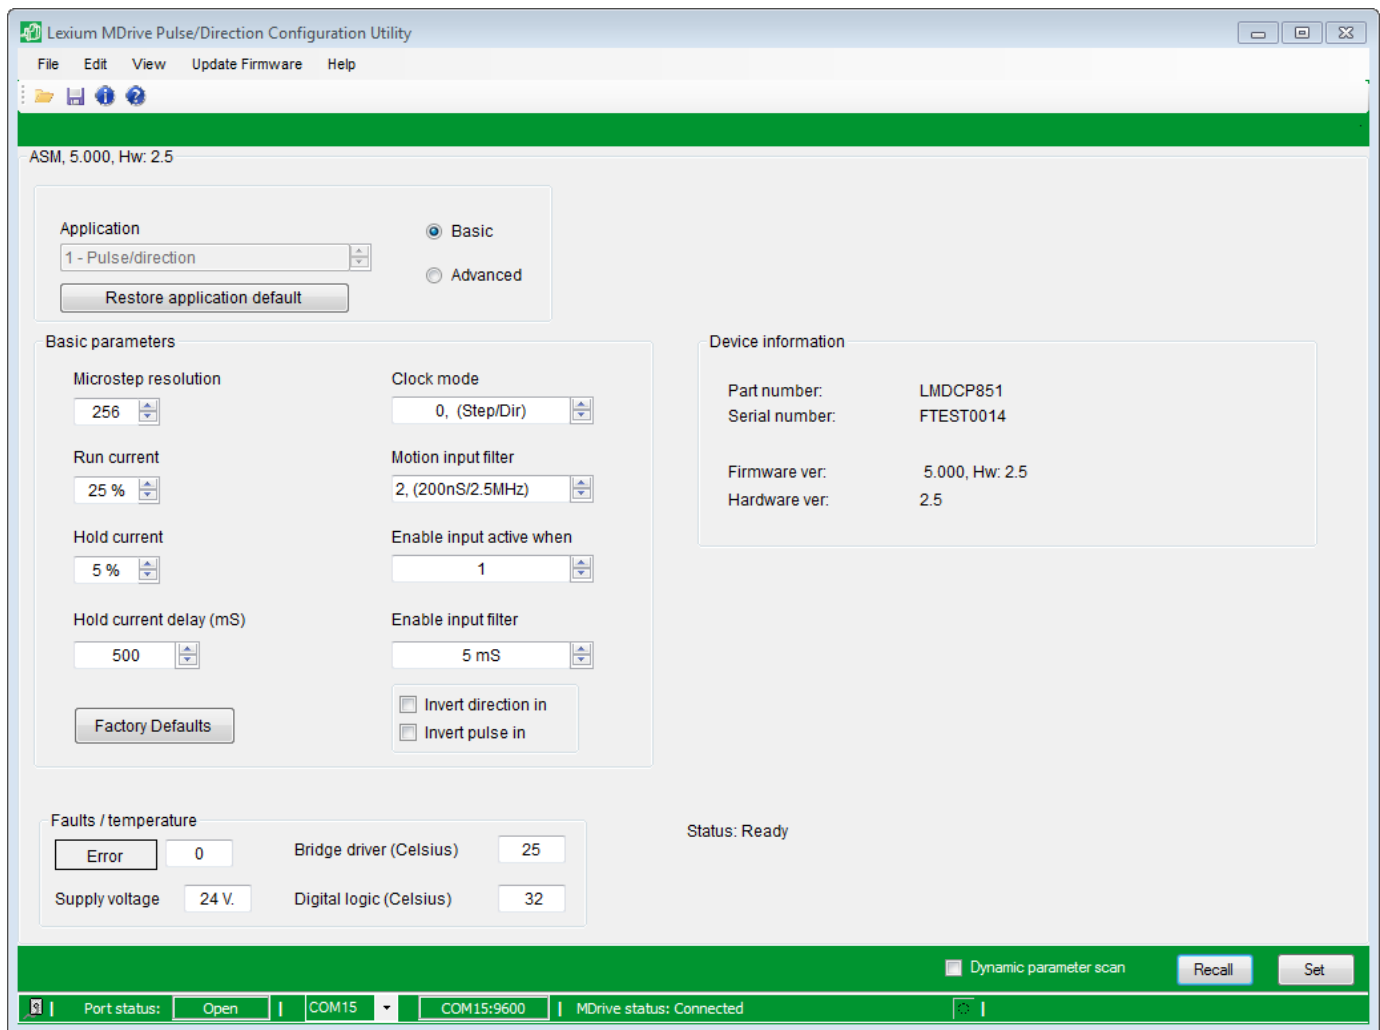 Lexium MDrive Pulse/Direction Configuration Utility
File Edit View Update Firmware Help
ASM, 5.000, Hw: 2.5
Application
1 - Pulse/direction
Restore application default
Basic
Advanced
Basic parameters
Microstep resolution
256
Run current
25 %
Hold current
5 %
Hold current delay (mS)
500
Factory Defaults
Clock mode
0, (Step/Dir)
Motion input filter
2, (200nS/2.5MHz)
Enable input active when
1
Enable input filter
5 mS
Invert direction in
Invert pulse in
Device information
Part number: LMDCP851
Serial number: FTEST0014
Firmware ver: 5.000, Hw: 2.5
Hardware ver: 2.5
Faults / temperature
Error 0 Bridge driver (Celsius) 25
Supply voltage 24 V. Digital logic (Celsius) 32
Status: Ready
Dynamic parameter scan Recall Set
Port status: Open | COM15 COM15:9600 | MDrive status: Connected |